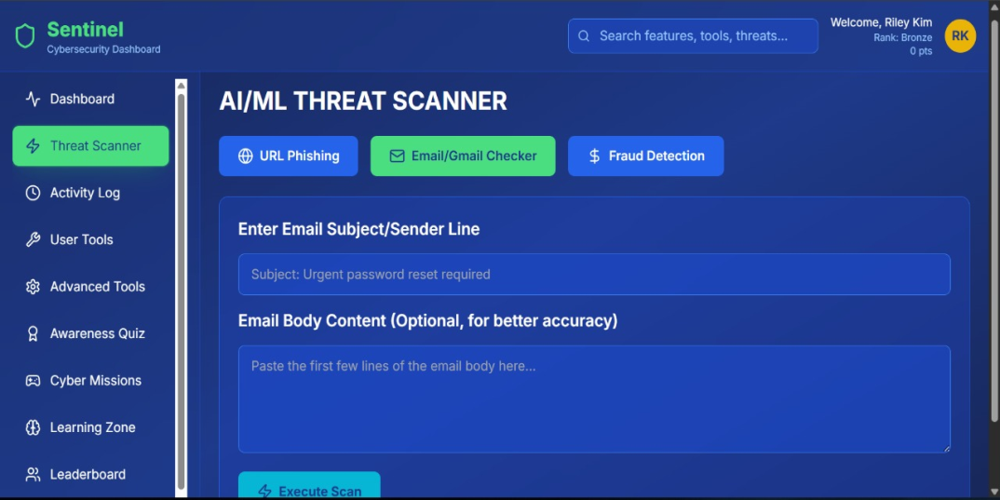 Sentinel
Cybersecurity Dashboard
Search features, tools, threats...
Welcome, Riley Kim
Rank: Bronze
0 pts
RK
Dashboard
Threat Scanner
Activity Log
User Tools
Advanced Tools
Awareness Quiz
Cyber Missions
Learning Zone
Leaderboard
AI/ML THREAT SCANNER
URL Phishing
Email/Gmail Checker
Fraud Detection
Enter Email Subject/Sender Line
Subject: Urgent password reset required
Email Body Content (Optional, for better accuracy)
Paste the first few lines of the email body here...
Execute Scan